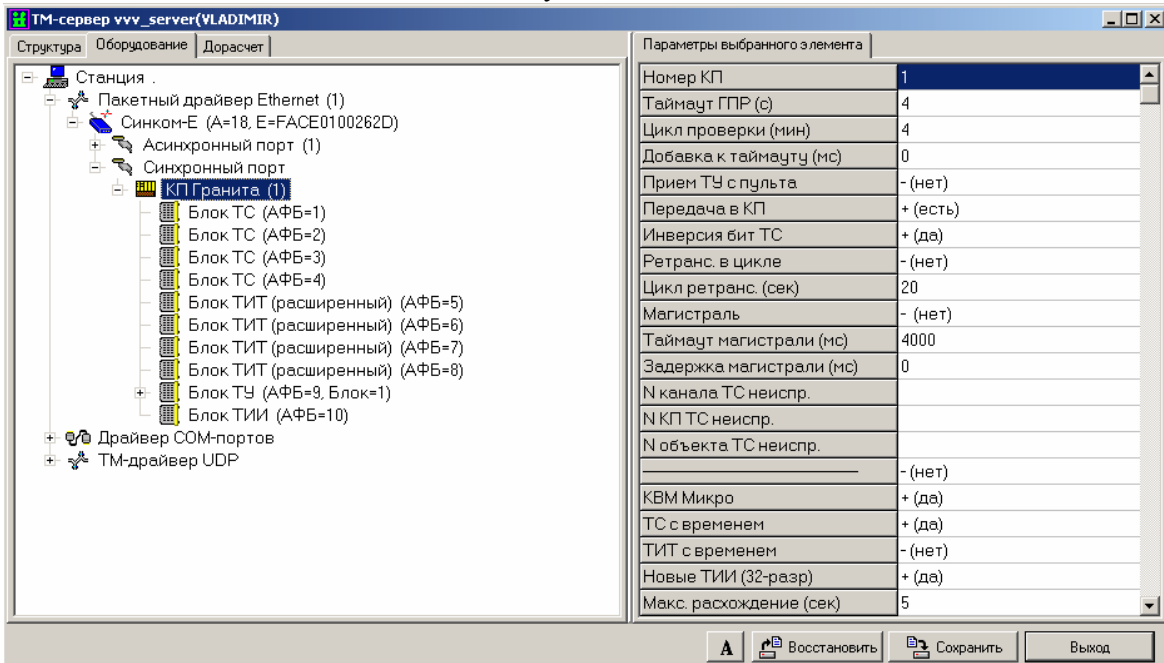 ТМ-сервер vvv_server(VLADIMIR)
Структура Оборудование Дорасчет
Станция .
Пакетный драйвер Ethernet (1)
Синком-Е (A=18, E=FACE0100262D)
Асинхронный порт (1)
Синхронный порт
КП Гранита (1)
Блок ТС (АФБ=1)
Блок ТС (АФБ=2)
Блок ТС (АФБ=3)
Блок ТС (АФБ=4)
Блок ТИТ (расширенный) (АФБ=5)
Блок ТИТ (расширенный) (АФБ=6)
Блок ТИТ (расширенный) (АФБ=7)
Блок ТИТ (расширенный) (АФБ=8)
Блок ТУ (АФБ=9, Блок=1)
Блок ТИИ (АФБ=10)
Драйвер COM-портов
ТМ-драйвер UDP
Параметры выбранного элемента
Номер КП 1
Таймаут ГПР (с) 4
Цикл проверки (мин) 4
Добавка к таймауту (мс) 0
Прием ТУ с пульта - (нет)
Передача в КП + (есть)
Инверсия бит ТС + (да)
Ретранс. в цикле - (нет)
Цикл ретранс. (сек) 20
Магистраль - (нет)
Таймаут магистрали (мс) 4000
Задержка магистрали (мс) 0
N канала ТС неиспр.
N КП ТС неиспр.
N объекта ТС неиспр.
- (нет)
КВМ Микро + (да)
ТС с временем + (да)
ТИТ с временем - (нет)
Новые ТИИ (32-разр) + (да)
Макс. расхождение (сек) 5
A Восстановить Сохранить Выход